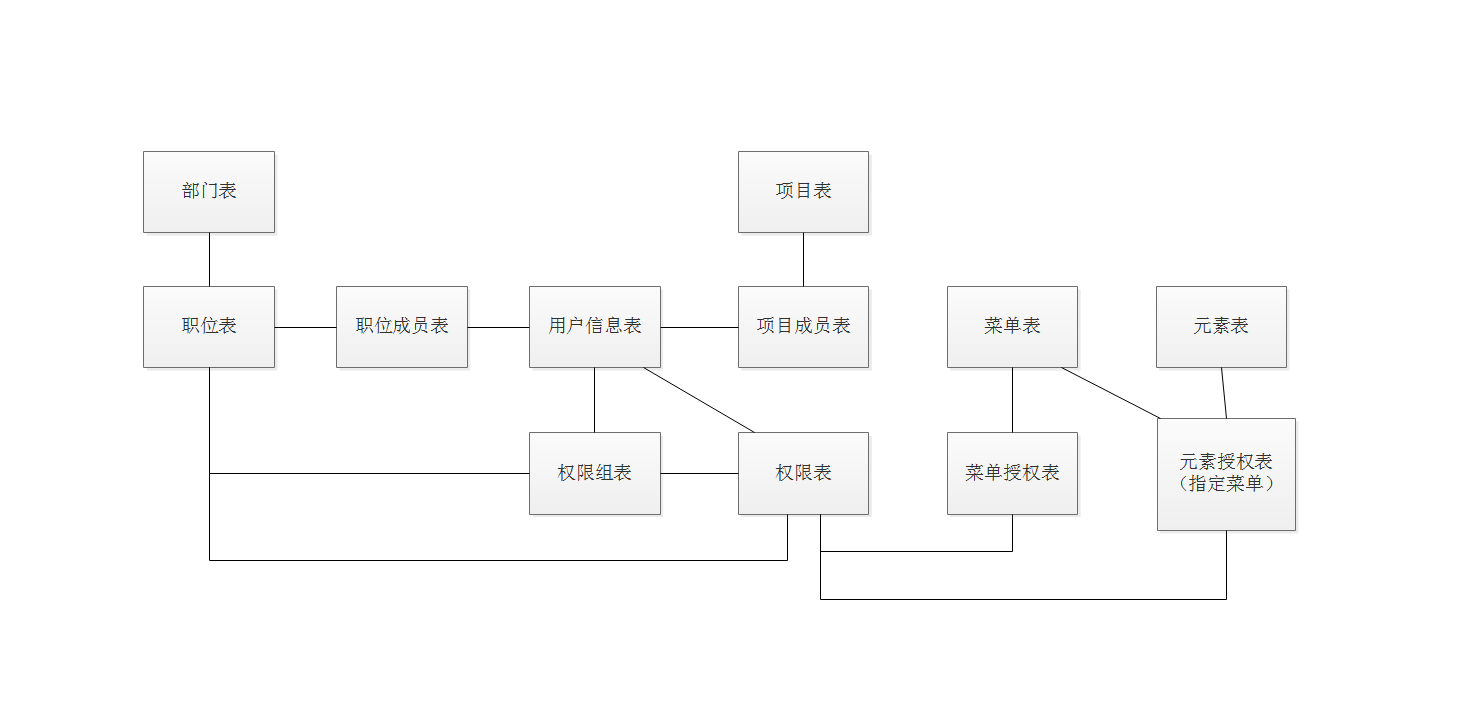 部门表
项目表
职位表
职位成员表
用户信息表
项目成员表
菜单表
元素表
权限组表
权限表
菜单授权表
元素授权表
（指定菜单）